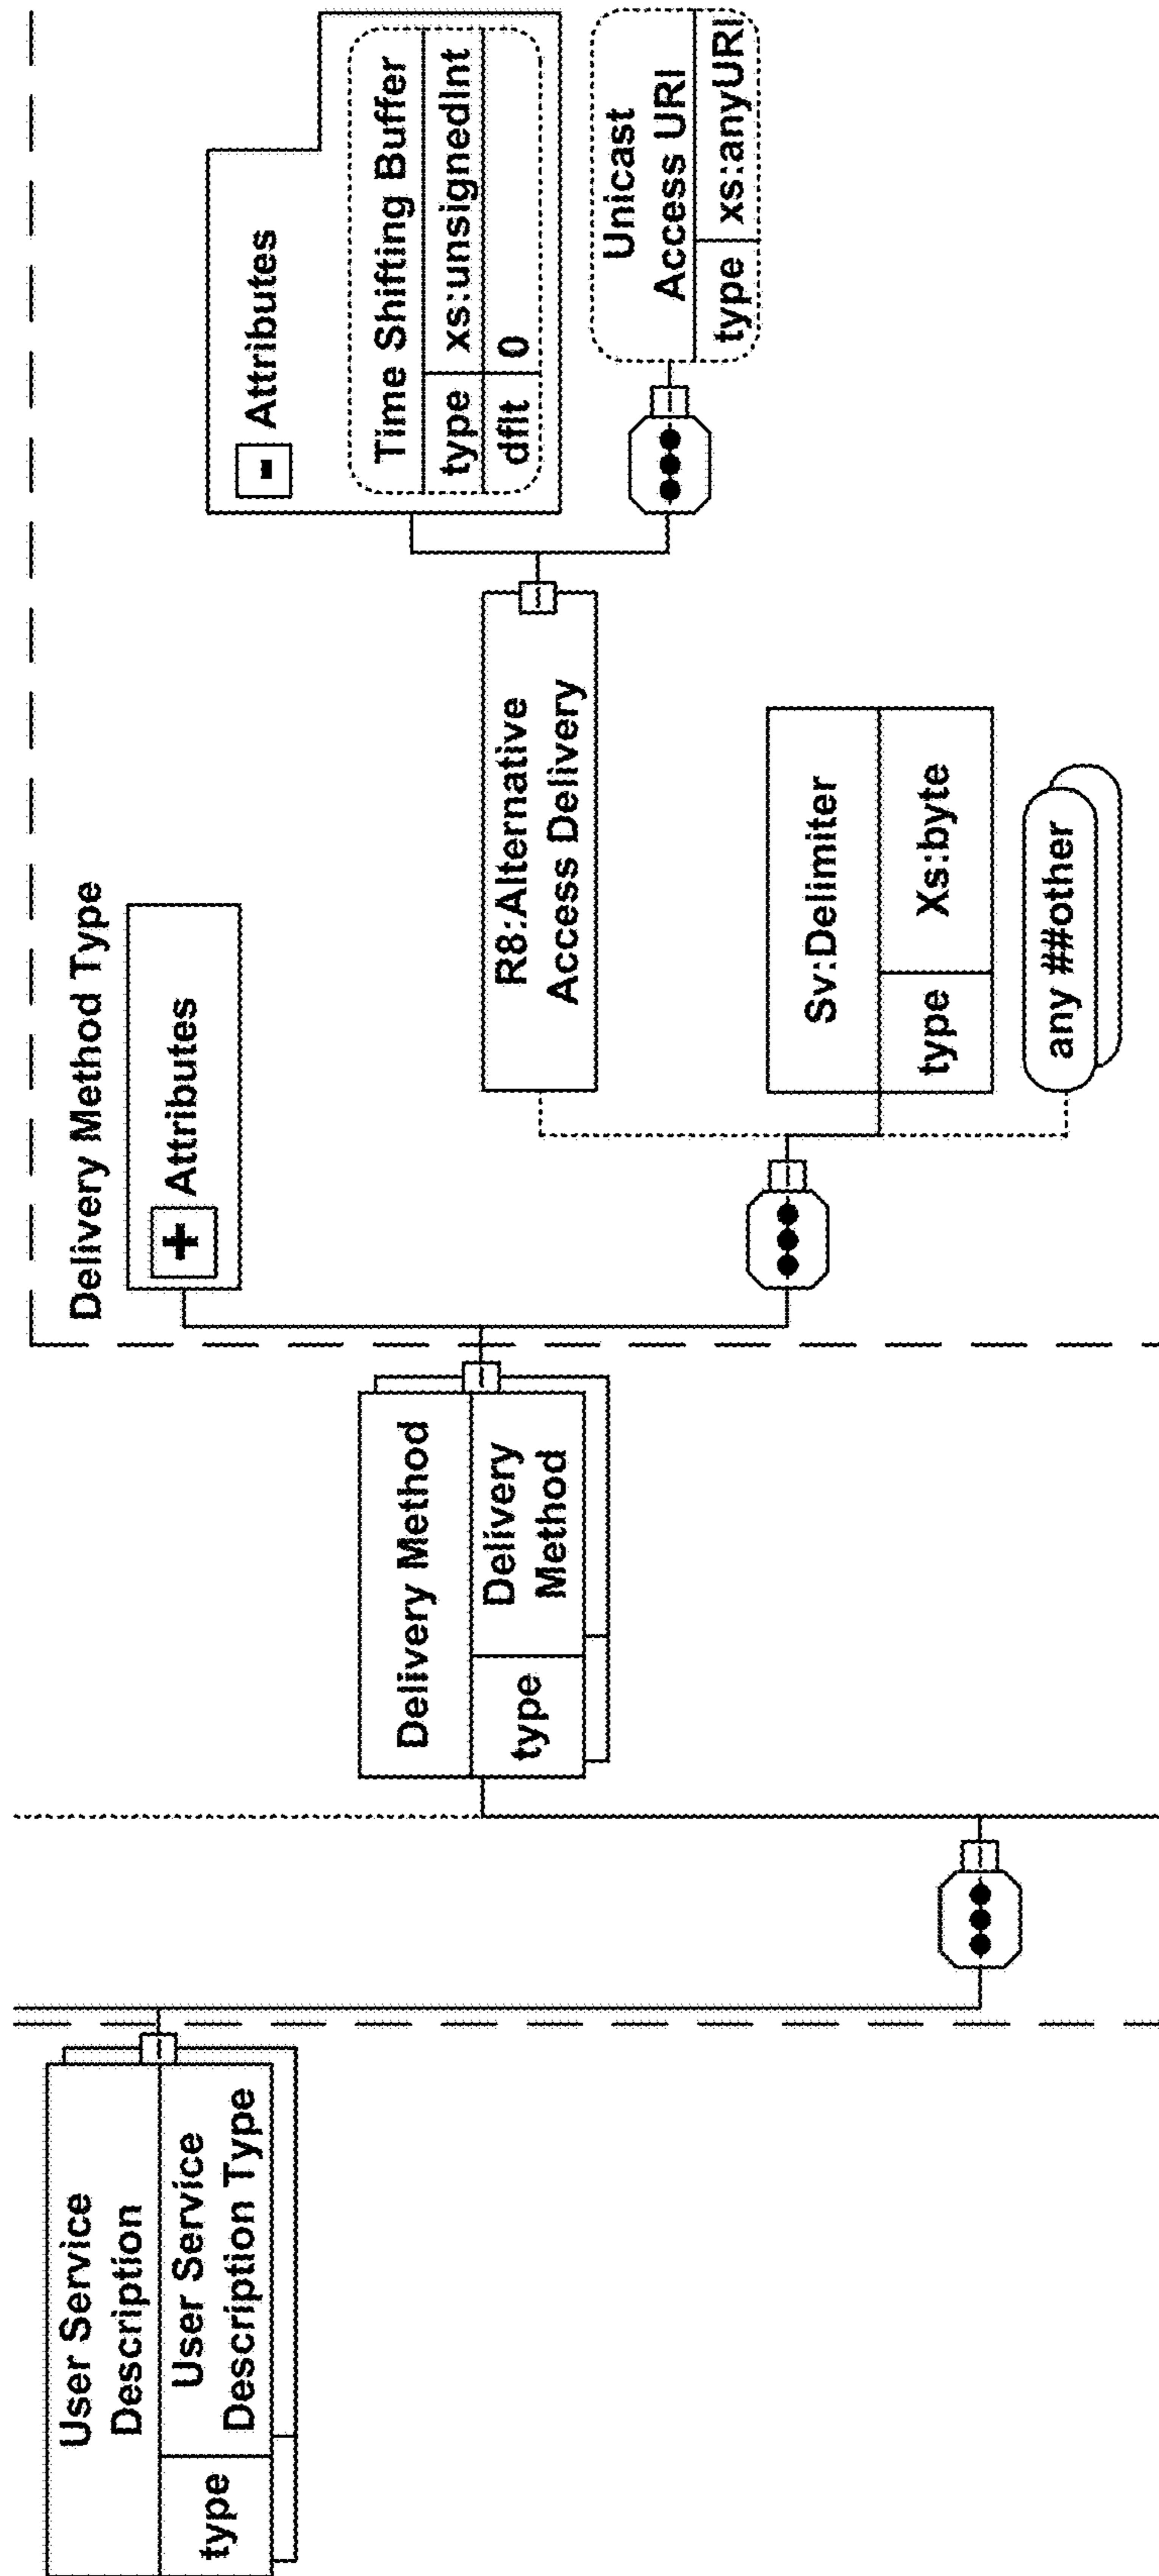 User Service
Description
type
User Service
Description Type
Delivery Method
type
Delivery
Method
Delivery Method Type
+ Attributes
R8:Alternative
Access Delivery
Sv:Delimiter
type Xs:byte
any ##other
- Attributes
Time Shifting Buffer
type xs:unsignedInt
dflt 0
Unicast
Access URI
type xs:anyURI